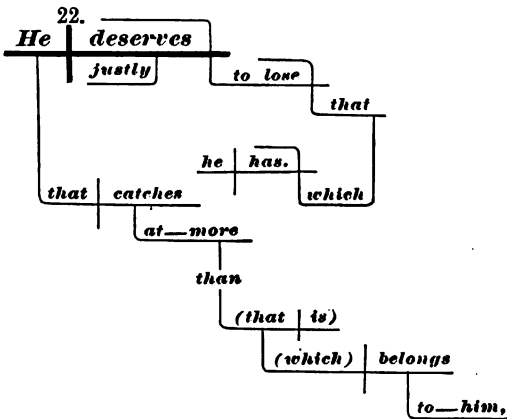 22.
He deserves
justly
to lose
that
he has.
which
that catches
at—more
than
(that is)
(which) belongs
to—him,